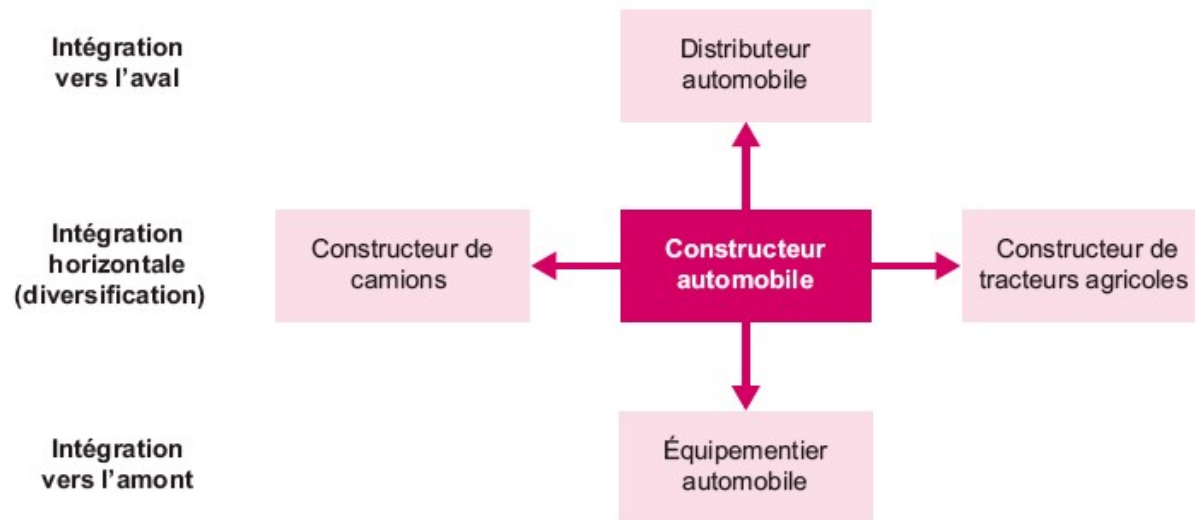 Intégration
vers l’aval
Distributeur
automobile
Intégration
horizontale
(diversification)
Constructeur de
camions
Constructeur
automobile
Constructeur de
tracteurs agricoles
Intégration
vers l’amont
Équipementier
automobile